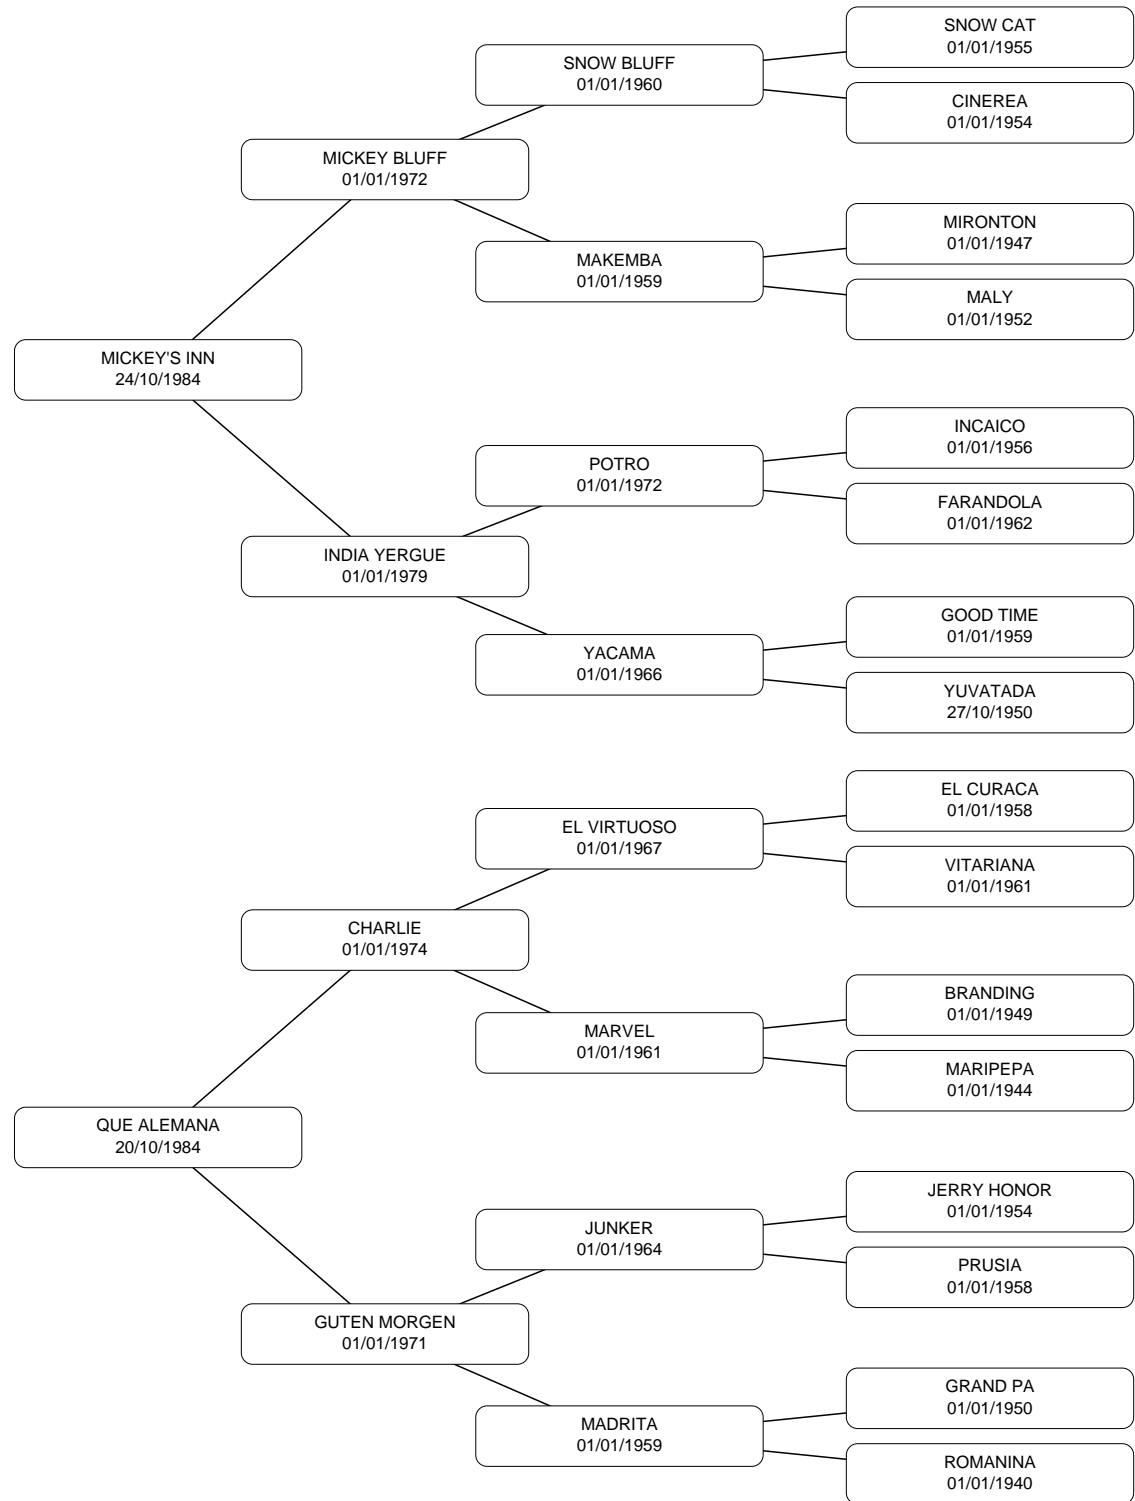 SNOW CAT
01/01/1955
SNOW BLUFF
01/01/1960
CINEREA
01/01/1954
MICKEY BLUFF
01/01/1972
MIRONTON
01/01/1947
MAKEMBA
01/01/1959
MALY
01/01/1952
MICKEY'S INN
24/10/1984
INCAICO
01/01/1956
POTRO
01/01/1972
FARANDOLA
01/01/1962
INDIA YERGUE
01/01/1979
GOOD TIME
01/01/1959
YACAMA
01/01/1966
YUVATADA
27/10/1950
EL CURACA
01/01/1958
EL VIRTUOSO
01/01/1967
VITARIANA
01/01/1961
CHARLIE
01/01/1974
BRANDING
01/01/1949
MARVEL
01/01/1961
MARIPEPA
01/01/1944
QUE ALEMANA
20/10/1984
JERRY HONOR
01/01/1954
JUNKER
01/01/1964
PRUSIA
01/01/1958
GUTEN MORGEN
01/01/1971
GRAND PA
01/01/1950
MADRITA
01/01/1959
ROMANINA
01/01/1940